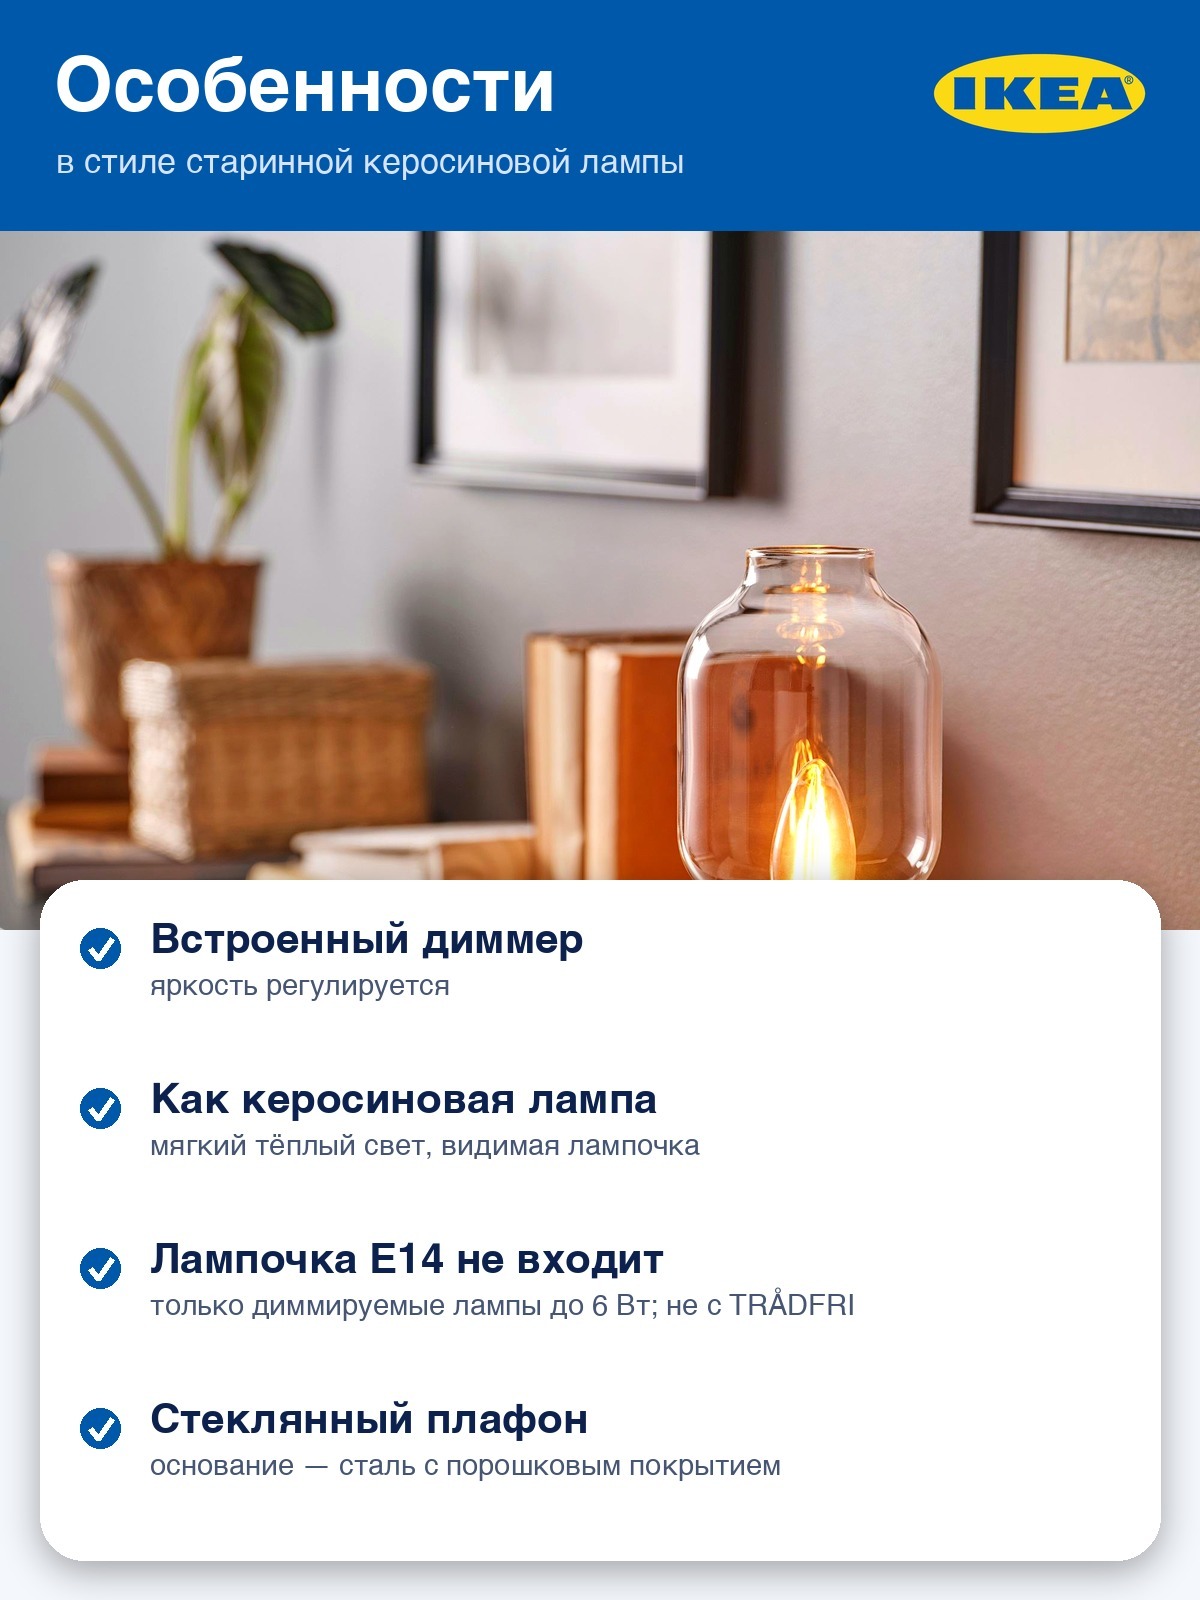 Особенности
в стиле старинной керосиновой лампы
IKEA®
Встроенный диммер
яркость регулируется
Как керосиновая лампа
мягкий тёплый свет, видимая лампочка
Лампочка E14 не входит
только диммируемые лампы до 6 Вт; не с TRÅDFRI
Стеклянный плафон
основание — сталь с порошковым покрытием